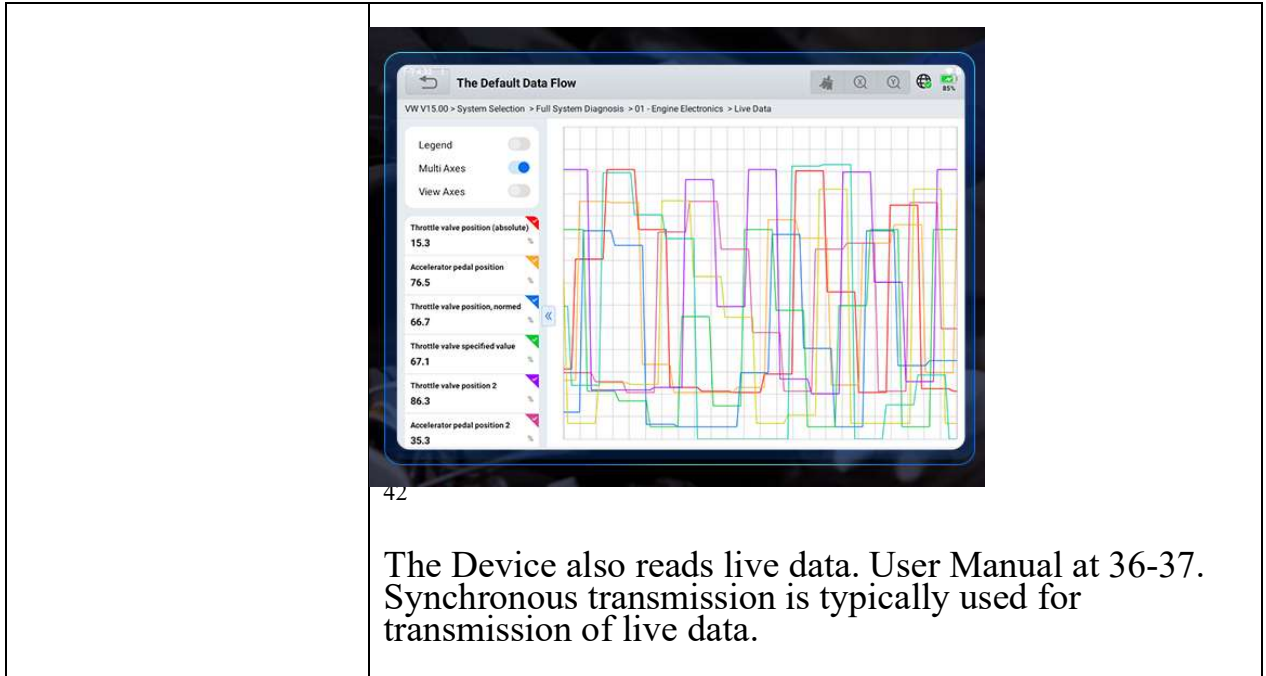 The Default Data Flow
85%
VW V15.00 > System Selection > Full System Diagnosis > 01 - Engine Electronics > Live Data
Legend
Multi Axes
View Axes
Throttle valve position (absolute)
15.3 %
Accelerator pedal position
76.5 %
Throttle valve position, normed
66.7 %
Throttle valve specified value
67.1 %
Throttle valve position 2
86.3 %
Accelerator pedal position 2
35.3 %
42
The Device also reads live data. User Manual at 36-37.
Synchronous transmission is typically used for
transmission of live data.